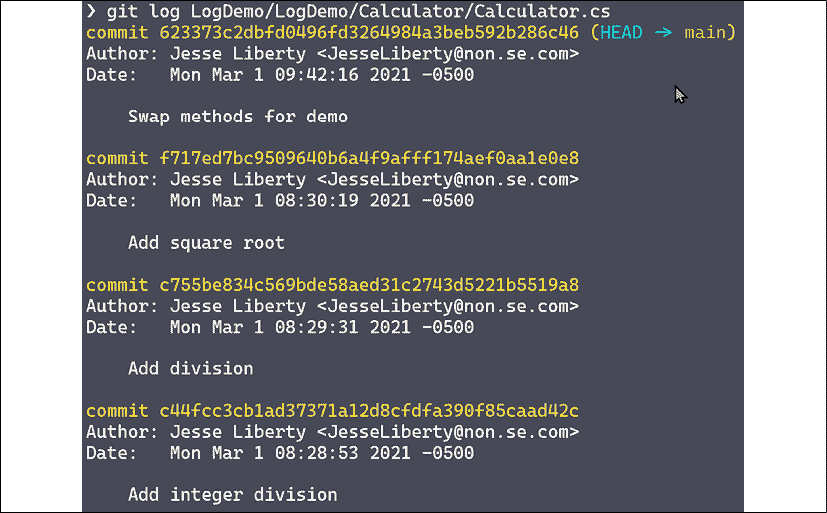 ❯ git log LogDemo/LogDemo/Calculator/Calculator.cs
commit 623373c2dbfd0496fd3264984a3beb592b286c46 (HEAD -> main)
Author: Jesse Liberty <JesseLiberty@non.se.com>
Date:   Mon Mar 1 09:42:16 2021 -0500
    Swap methods for demo
commit f717ed7bc9509640b6a4f9afff174aef0aa1e0e8
Author: Jesse Liberty <JesseLiberty@non.se.com>
Date:   Mon Mar 1 08:30:19 2021 -0500
    Add square root
commit c755be834c569bde58aed31c2743d5221b5519a8
Author: Jesse Liberty <JesseLiberty@non.se.com>
Date:   Mon Mar 1 08:29:31 2021 -0500
    Add division
commit c44fcc3cb1ad37371a12d8cfdfa390f85caad42c
Author: Jesse Liberty <JesseLiberty@non.se.com>
Date:   Mon Mar 1 08:28:53 2021 -0500
    Add integer division